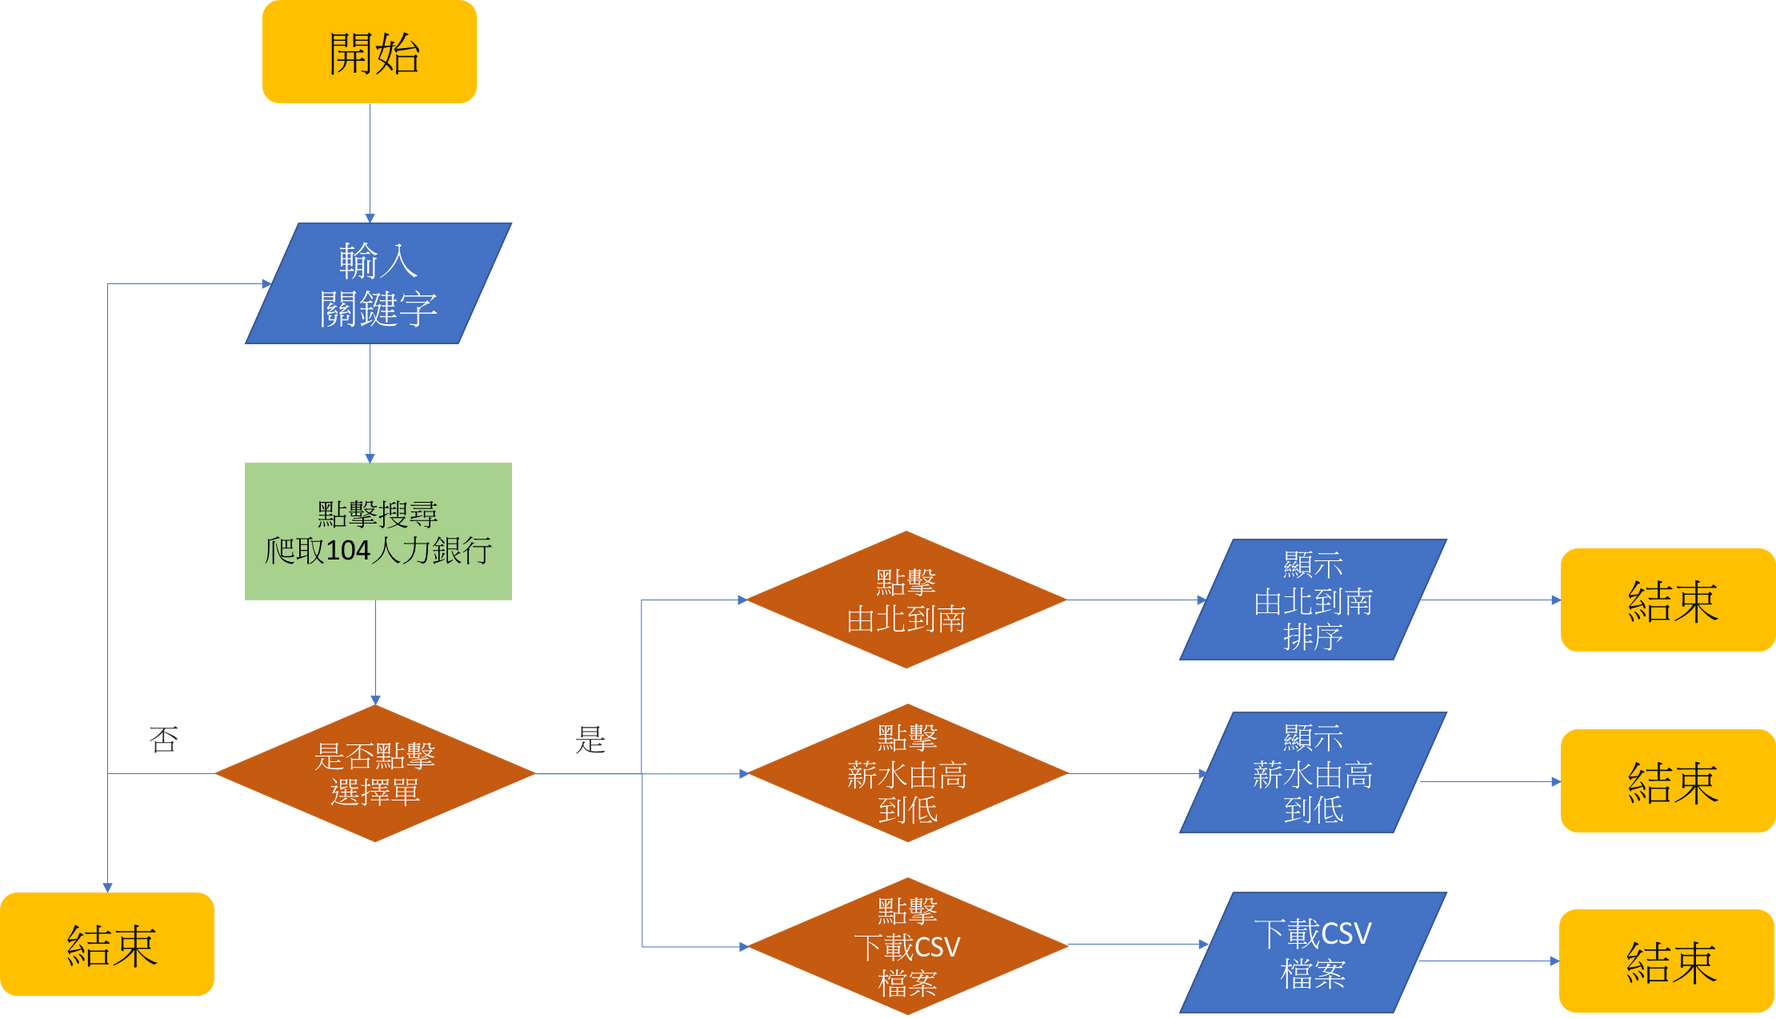 開始
輸入
關鍵字
點擊搜尋
爬取104人力銀行
否
是否點擊
選擇單
是
結束
點擊
由北到南
顯示
由北到南
排序
結束
點擊
薪水由高
到低
顯示
薪水由高
到低
結束
點擊
下載CSV
檔案
下載CSV
檔案
結束